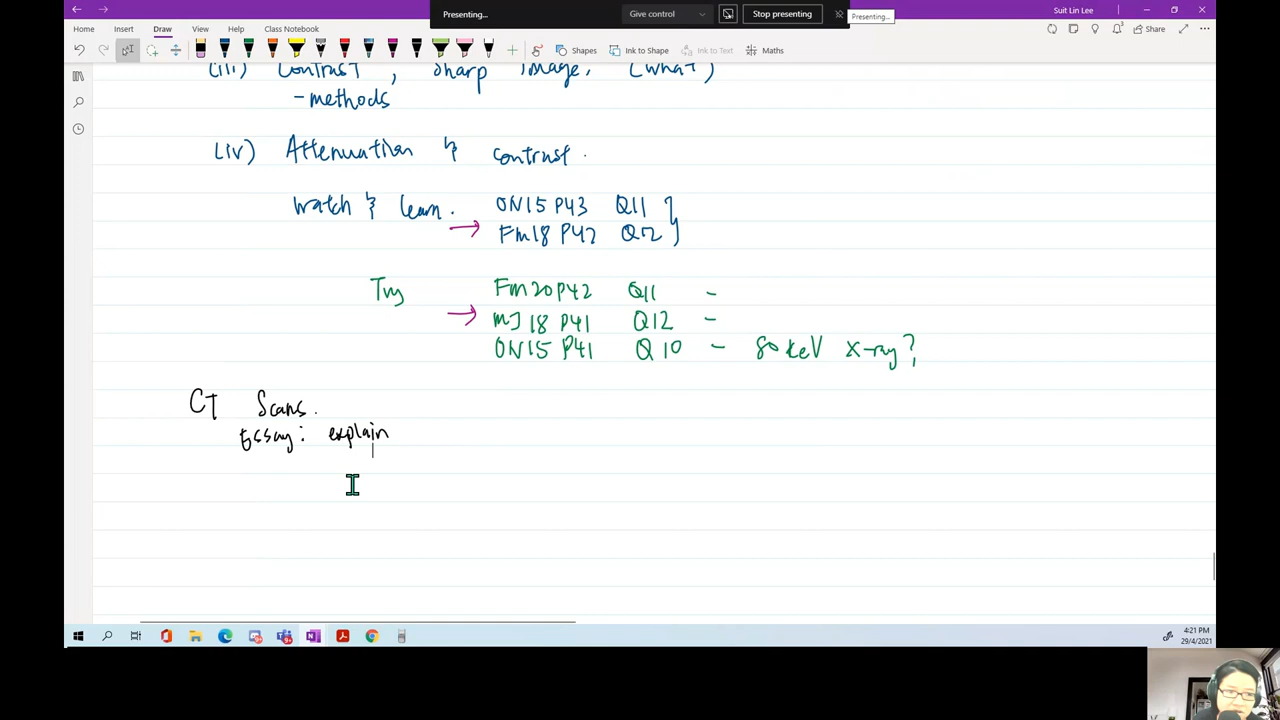 Presenting...
Give control
Stop presenting
Presenting...
Suit Lin Lee
Home Insert Draw View Help Class Notebook
Share
Shapes Ink to Shape Ink to Text Maths
(iii) Contrast, sharp image. (what)
-methods
(iv) Attenuation & contrast.
Watch & learn. ON15 P43 Q11
→ FM18 P42 Q12
Try FM20 P42 Q11 -
→ MJ18 P41 Q12 -
ON15 P41 Q10 - 80 keV X-ray?
CT Scans.
Essay: explain
4:21 PM
29/4/2021